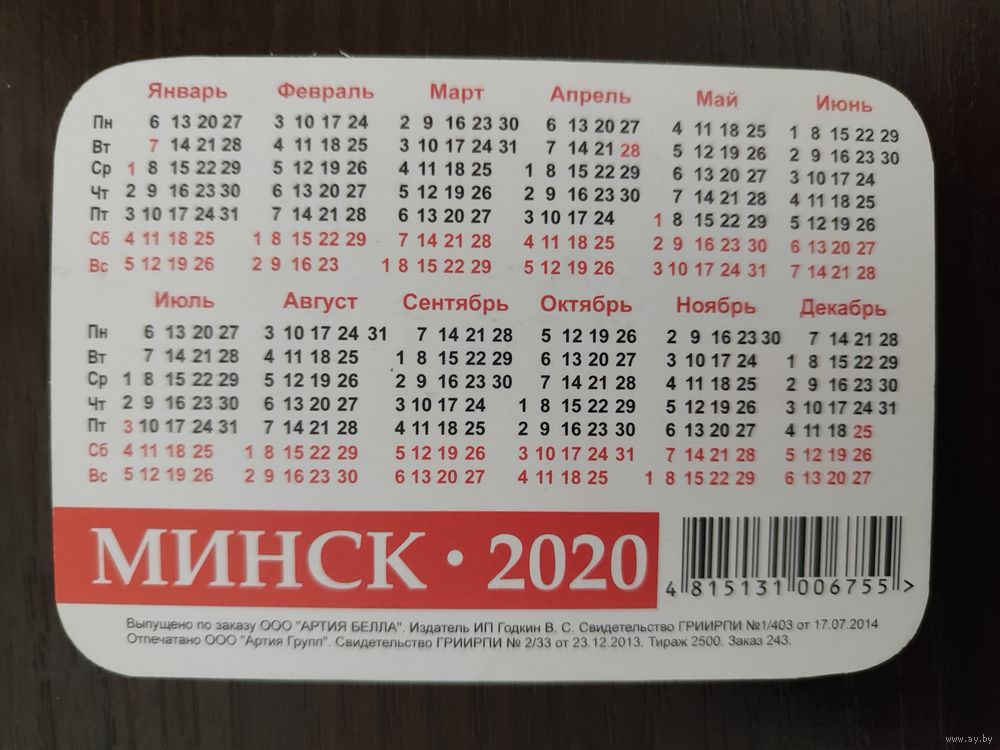 Январь Февраль Март Апрель Май Июнь
Пн 6 13 20 27 3 10 17 24 2 9 16 23 30 6 13 20 27 4 11 18 25 1 8 15 22 29
Вт 7 14 21 28 4 11 18 25 3 10 17 24 31 7 14 21 28 5 12 19 26 2 9 16 23 30
Ср 1 8 15 22 29 5 12 19 26 4 11 18 25 1 8 15 22 29 6 13 20 27 3 10 17 24
Чт 2 9 16 23 30 6 13 20 27 5 12 19 26 2 9 16 23 30 7 14 21 28 4 11 18 25
Пт 3 10 17 24 31 7 14 21 28 6 13 20 27 3 10 17 24 1 8 15 22 29 5 12 19 26
Сб 4 11 18 25 1 8 15 22 29 7 14 21 28 4 11 18 25 2 9 16 23 30 6 13 20 27
Вс 5 12 19 26 2 9 16 23 1 8 15 22 29 5 12 19 26 3 10 17 24 31 7 14 21 28
Июль Август Сентябрь Октябрь Ноябрь Декабрь
Пн 6 13 20 27 3 10 17 24 31 7 14 21 28 5 12 19 26 2 9 16 23 30 7 14 21 28
Вт 7 14 21 28 4 11 18 25 1 8 15 22 29 6 13 20 27 3 10 17 24 1 8 15 22 29
Ср 1 8 15 22 29 5 12 19 26 2 9 16 23 30 7 14 21 28 4 11 18 25 2 9 16 23 30
Чт 2 9 16 23 30 6 13 20 27 3 10 17 24 1 8 15 22 29 5 12 19 26 3 10 17 24 31
Пт 3 10 17 24 31 7 14 21 28 4 11 18 25 2 9 16 23 30 6 13 20 27 4 11 18 25
Сб 4 11 18 25 1 8 15 22 29 5 12 19 26 3 10 17 24 31 7 14 21 28 5 12 19 26
Вс 5 12 19 26 2 9 16 23 30 6 13 20 27 4 11 18 25 1 8 15 22 29 6 13 20 27
МИНСК · 2020
4 815131 006755 >
Выпущено по заказу ООО "АРТИЯ БЕЛЛА". Издатель ИП Годкин В. С. Свидетельство ГРИИРПИ №1/403 от 17.07.2014
Отпечатано ООО "Артия Групп". Свидетельство ГРИИРПИ № 2/33 от 23.12.2013. Тираж 2500. Заказ 243.
www.ay.by